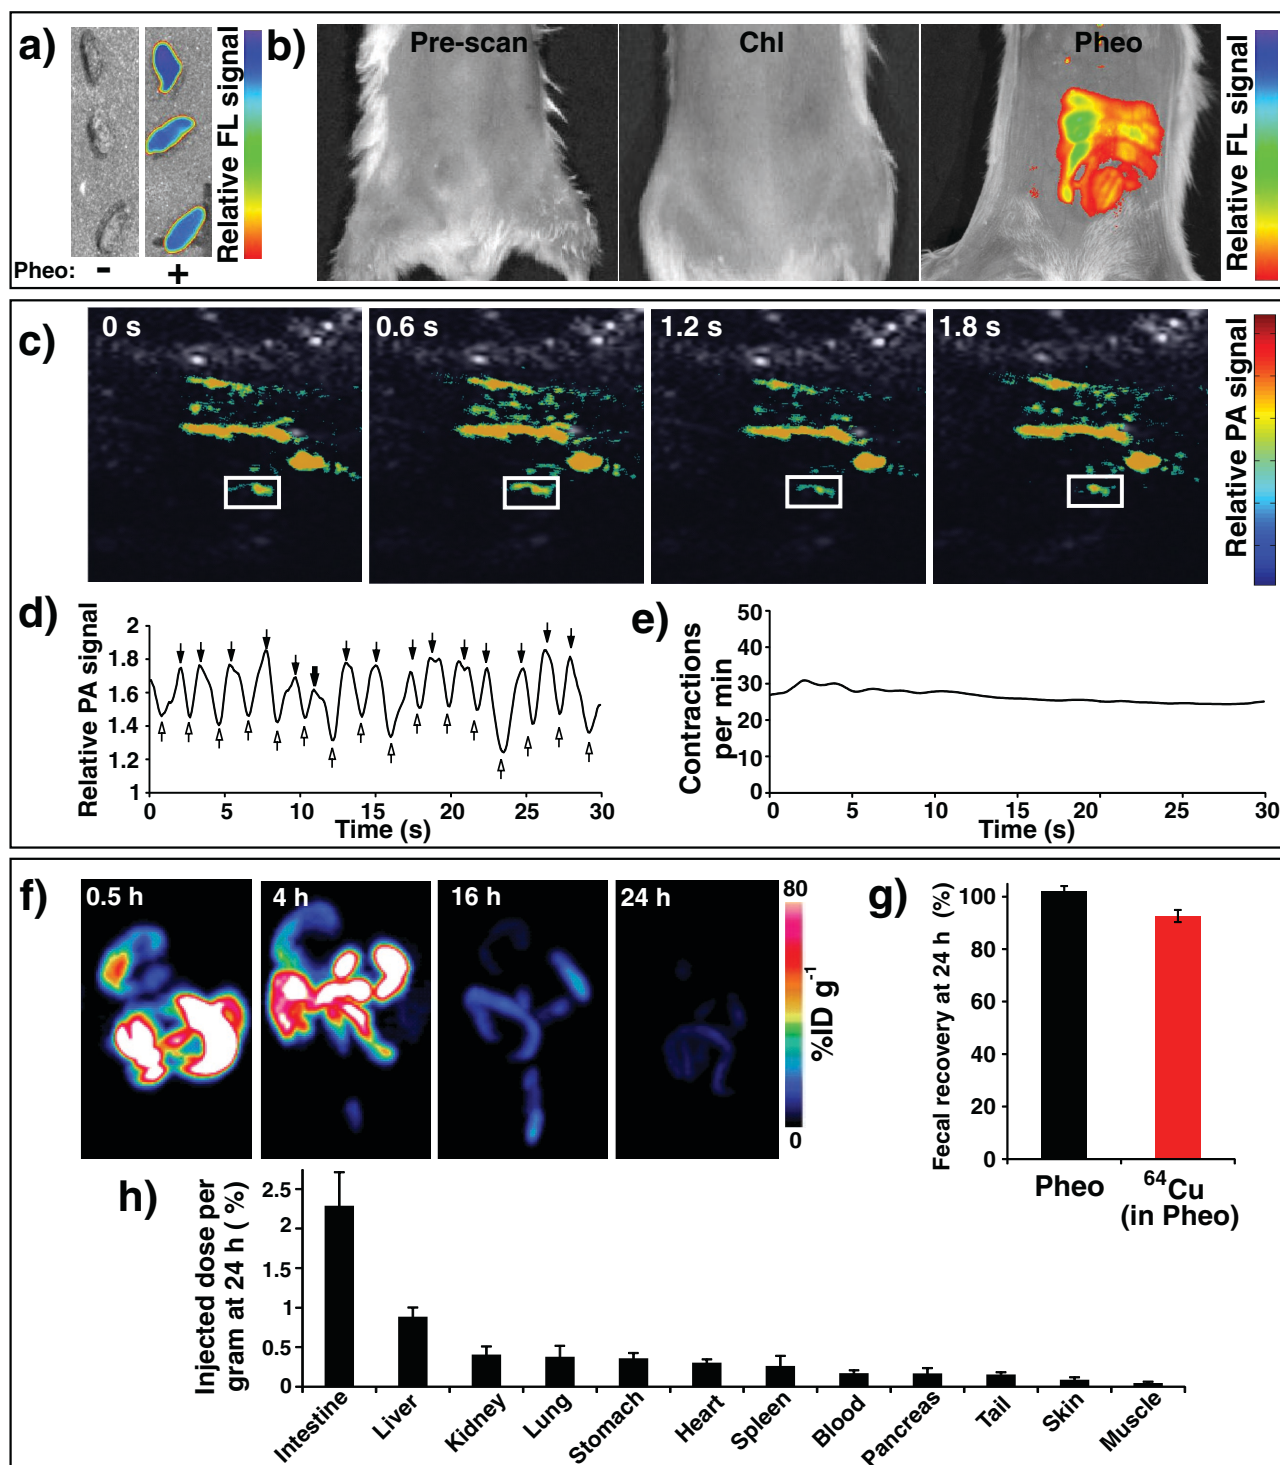 a)
Pheo: - +
Relative FL signal
b)
Pre-scan
Chl
Pheo
Relative FL signal
c)
0 s
0.6 s
1.2 s
1.8 s
Relative PA signal
d)
Relative PA signal
2
1.8
1.6
1.4
1.2
1
0 5 10 15 20 25 30
Time (s)
e)
Contractions
per min
50
40
30
20
10
0
0 5 10 15 20 25 30
Time (s)
f)
0.5 h
4 h
16 h
24 h
80
%ID g-1
0
g)
Fecal recovery at 24 h (%)
100
80
60
40
20
0
Pheo
64Cu
(in Pheo)
h)
Injected dose per
gram at 24 h ( %)
2.5
2
1.5
1
0.5
0
Intestine
Liver
Kidney
Lung
Stomach
Heart
Spleen
Blood
Pancreas
Tail
Skin
Muscle